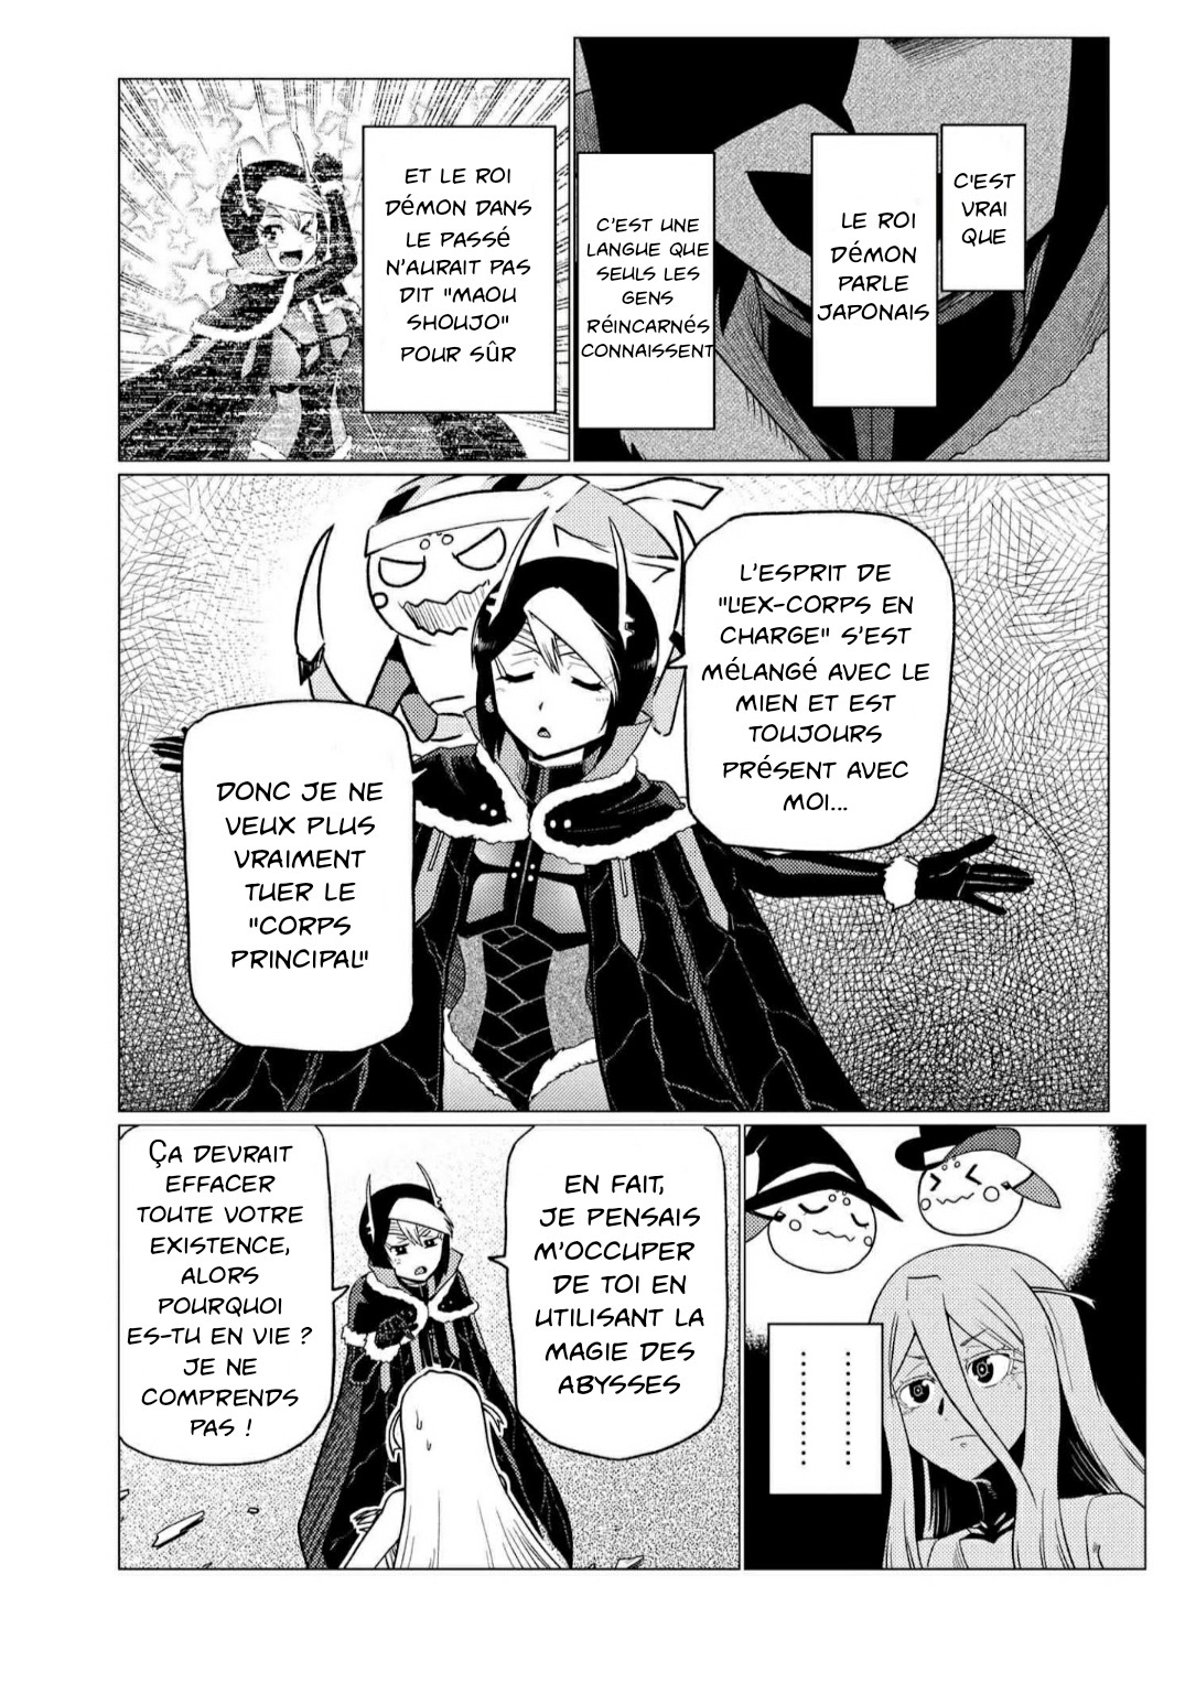 C'EST
VRAI
QUE
LE ROI
DÉMON
PARLE
JAPONAIS
C'EST UNE
LANGUE QUE
SEULS LES
GENS
RÉINCARNÉS
CONNAISSENT
ET LE ROI
DÉMON DANS
LE PASSÉ
N'AURAIT PAS
DIT "MAOU
SHOUJO"
POUR SÛR
L'ESPRIT DE
"L'EX-CORPS EN
CHARGE" S'EST
MÉLANGÉ AVEC LE
MIEN ET EST
TOUJOURS
PRÉSENT AVEC
MOI...
DONC JE NE
VEUX PLUS
VRAIMENT
TUER LE
"CORPS
PRINCIPAL"
.........
.........
EN FAIT,
JE PENSAIS
M'OCCUPER
DE TOI EN
UTILISANT LA
MAGIE DES
ABYSSES
ÇA DEVRAIT
EFFACER
TOUTE VOTRE
EXISTENCE,
ALORS
POURQUOI
ES-TU EN VIE ?
JE NE
COMPRENDS
PAS !